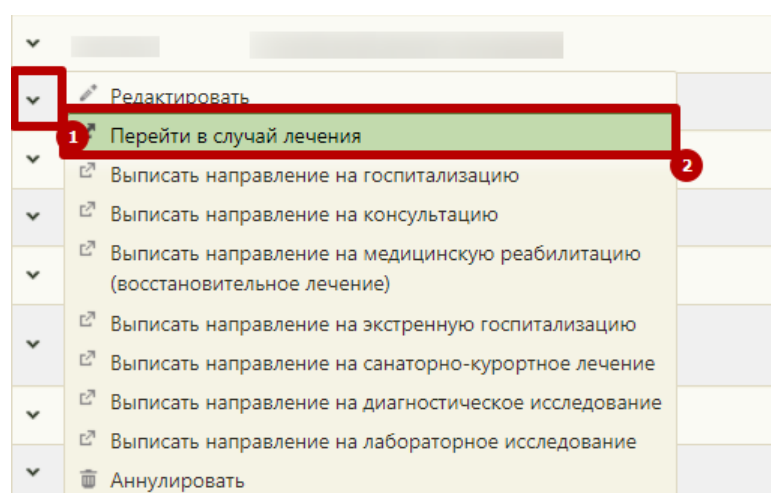 Редактировать
1 Перейти в случай лечения
2
Выписать направление на госпитализацию
Выписать направление на консультацию
Выписать направление на медицинскую реабилитацию
(восстановительное лечение)
Выписать направление на экстренную госпитализацию
Выписать направление на санаторно-курортное лечение
Выписать направление на диагностическое исследование
Выписать направление на лабораторное исследование
Аннулировать